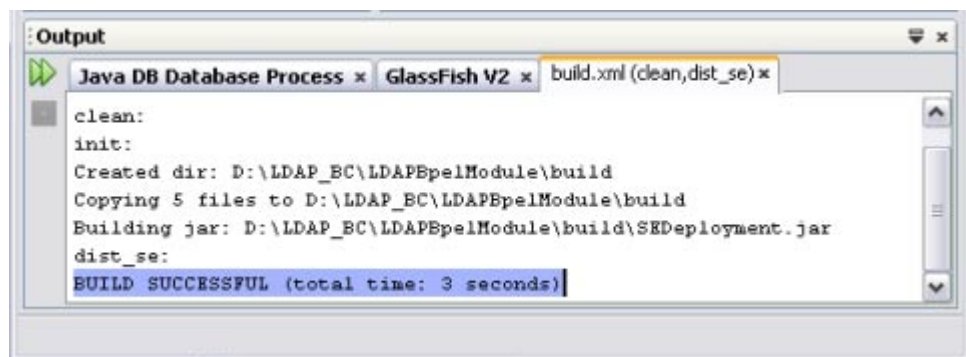 Output
Java DB Database Process × GlassFish V2 × build.xml (clean,dist_se) ×
clean:
init:
Created dir: D:\LDAP_BC\LDAPBpelModule\build
Copying 5 files to D:\LDAP_BC\LDAPBpelModule\build
Building jar: D:\LDAP_BC\LDAPBpelModule\build\SEDeployment.jar
dist_se:
BUILD SUCCESSFUL (total time: 3 seconds)